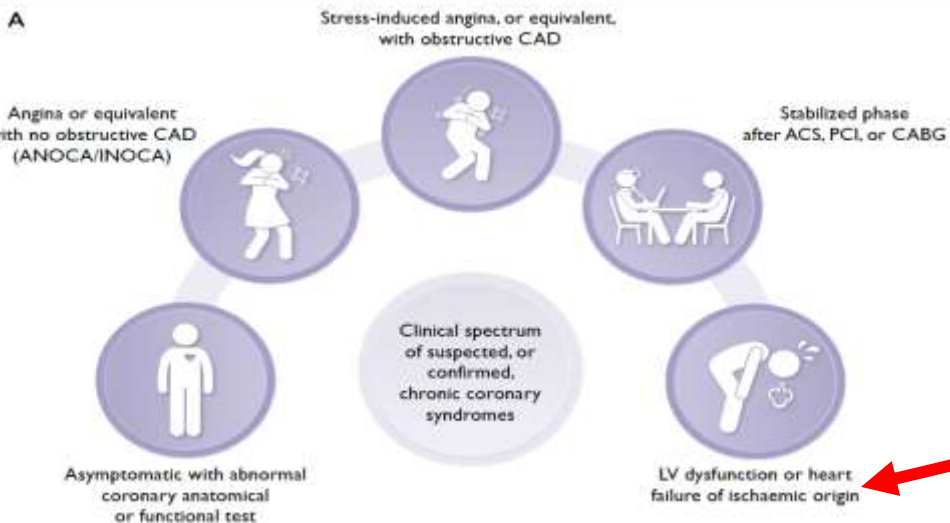 A
Stress-induced angina, or equivalent,
with obstructive CAD
Angina or equivalent
with no obstructive CAD
(ANOCA/INOCA)
Stabilized phase
after ACS, PCI, or CABG
Clinical spectrum
of suspected, or
confirmed,
chronic coronary
syndromes
Asymptomatic with abnormal
coronary anatomical
or functional test
LV dysfunction or heart
failure of ischaemic origin